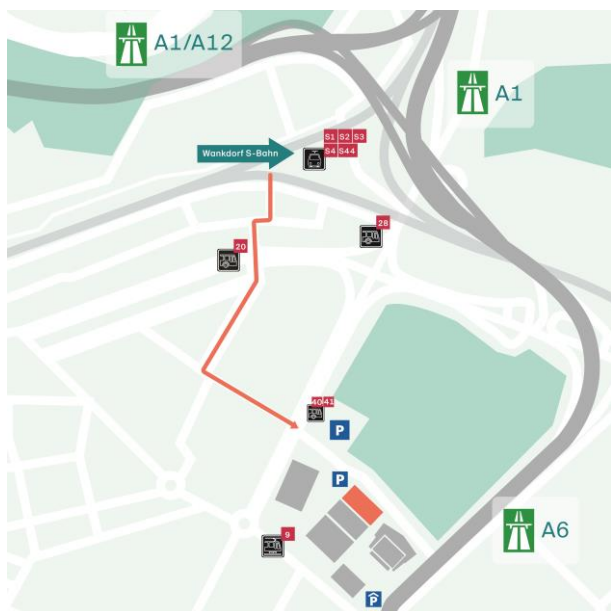 A1/A12
A1
S1 S2 S3
Wankdorf S-Bahn
S4 S44
28
20
40 41
P
P
9
A6
P